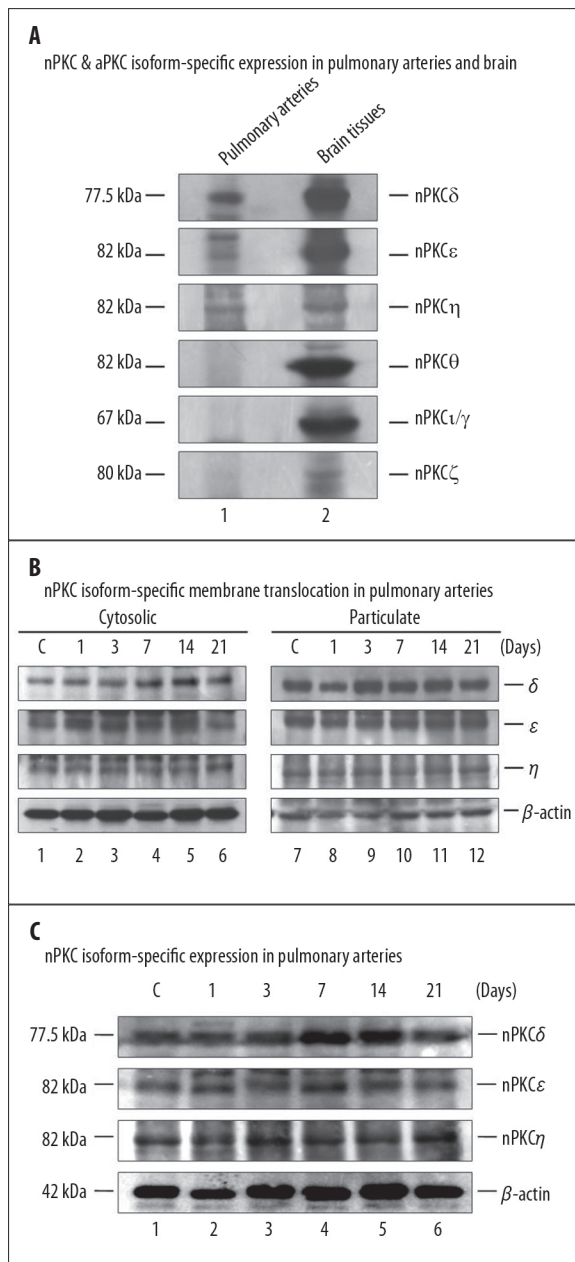 A
nPKC & aPKC isoform-specific expression in pulmonary arteries and brain
Pulmonary arteries Brain tissues
77.5 kDa nPKCδ
82 kDa nPKCε
82 kDa nPKCη
82 kDa nPKCθ
67 kDa nPKCι/γ
80 kDa nPKCζ
1 2
B
nPKC isoform-specific membrane translocation in pulmonary arteries
Cytosolic Particulate
C 1 3 7 14 21 C 1 3 7 14 21 (Days)
δ
ε
η
β-actin
1 2 3 4 5 6 7 8 9 10 11 12
C
nPKC isoform-specific expression in pulmonary arteries
C 1 3 7 14 21 (Days)
77.5 kDa nPKCδ
82 kDa nPKCε
82 kDa nPKCη
42 kDa β-actin
1 2 3 4 5 6